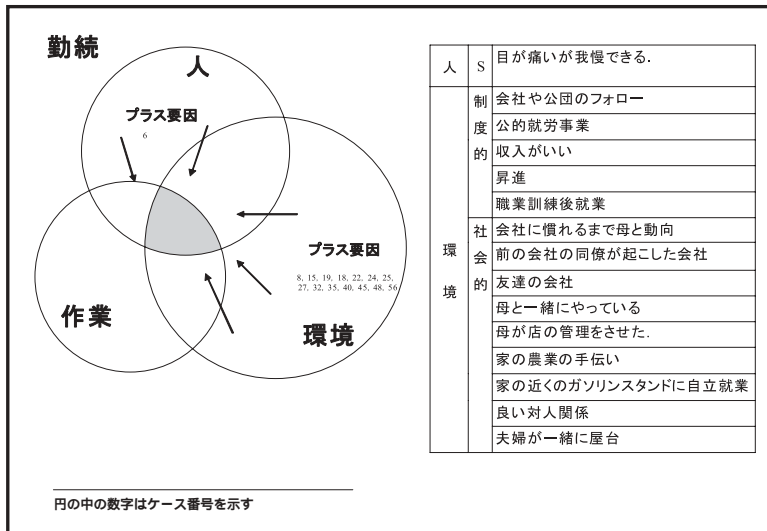 勤続
人
プラス要因
6
プラス要因
8, 15, 19, 18, 22, 24, 25,
27, 32, 35, 40, 45, 48, 56
作業
環境
円の中の数字はケース番号を示す
人 S 目が痛いが我慢できる.
環境
制度的
会社や公団のフォロー
公的就労事業
収入がいい
昇進
職業訓練後就業
社会的
会社に慣れるまで母と動向
前の会社の同僚が起こした会社
友達の会社
母と一緒にやっている
母が店の管理をさせた.
家の農業の手伝い
家の近くのガソリンスタンドに自立就業
良い対人関係
夫婦が一緒に屋台